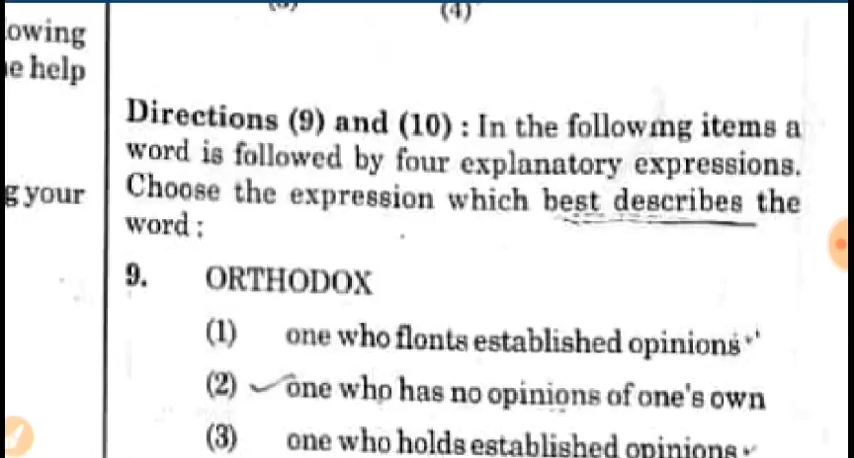 (4)
owing
e help
Directions (9) and (10) : In the following items a
word is followed by four explanatory expressions.
g your
Choose the expression which best describes the
word :
9. ORTHODOX
(1) one who flonts established opinions
(2) one who has no opinions of one's own
(3) one who holds established opinions